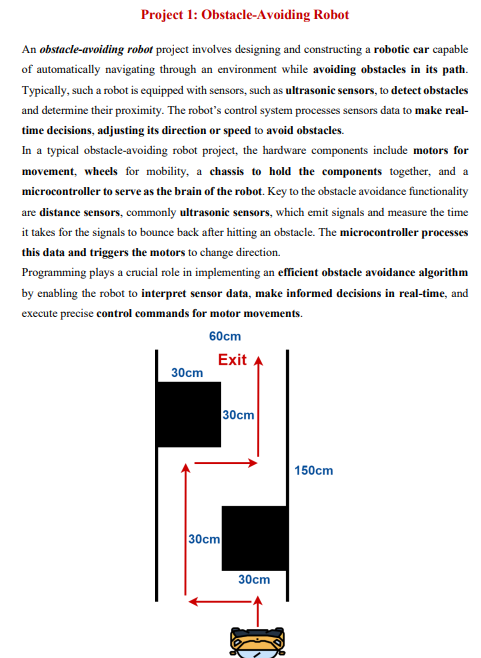 Project 1: Obstacle-Avoiding Robot
An obstacle-avoiding robot project involves designing and constructing a robotic car capable
of automatically navigating through an environment while avoiding obstacles in its path.
Typically, such a robot is equipped with sensors, such as ultrasonic sensors, to detect obstacles
and determine their proximity. The robot's control system processes sensors data to make real-
time decisions, adjusting its direction or speed to avoid obstacles.
In a typical obstacle-avoiding robot project, the hardware components include motors for
movement, wheels for mobility, a chassis to hold the components together, and a
microcontroller to serve as the brain of the robot. Key to the obstacle avoidance functionality
are distance sensors, commonly ultrasonic sensors, which emit signals and measure the time
it takes for the signals to bounce back after hitting an obstacle. The microcontroller processes
this data and triggers the motors to change direction.
Programming plays a crucial role in implementing an efficient obstacle avoidance algorithm
by enabling the robot to interpret sensor data, make informed decisions in real-time, and
execute precise control commands for motor movements.
60cm
Exit
30cm
30cm
150cm
30cm
30cm